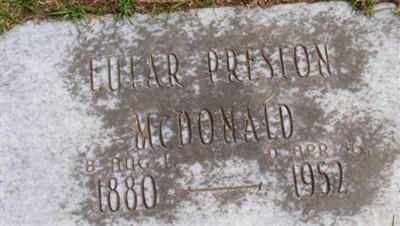 EULAR PRESTON
McDONALD
B AUG 1 D APR 16
1880 — 1952